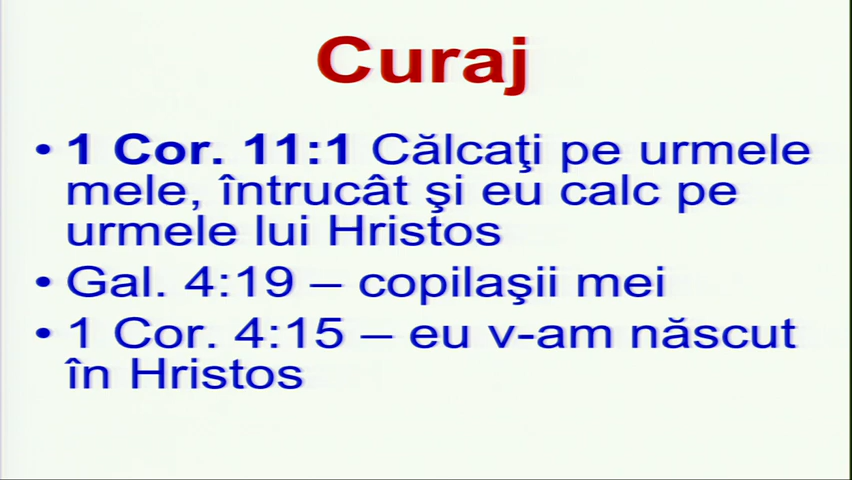 Curaj
• 1 Cor. 11:1 Călcaţi pe urmele
mele, întrucât şi eu calc pe
urmele lui Hristos
• Gal. 4:19 – copilaşii mei
• 1 Cor. 4:15 – eu v-am născut
în Hristos